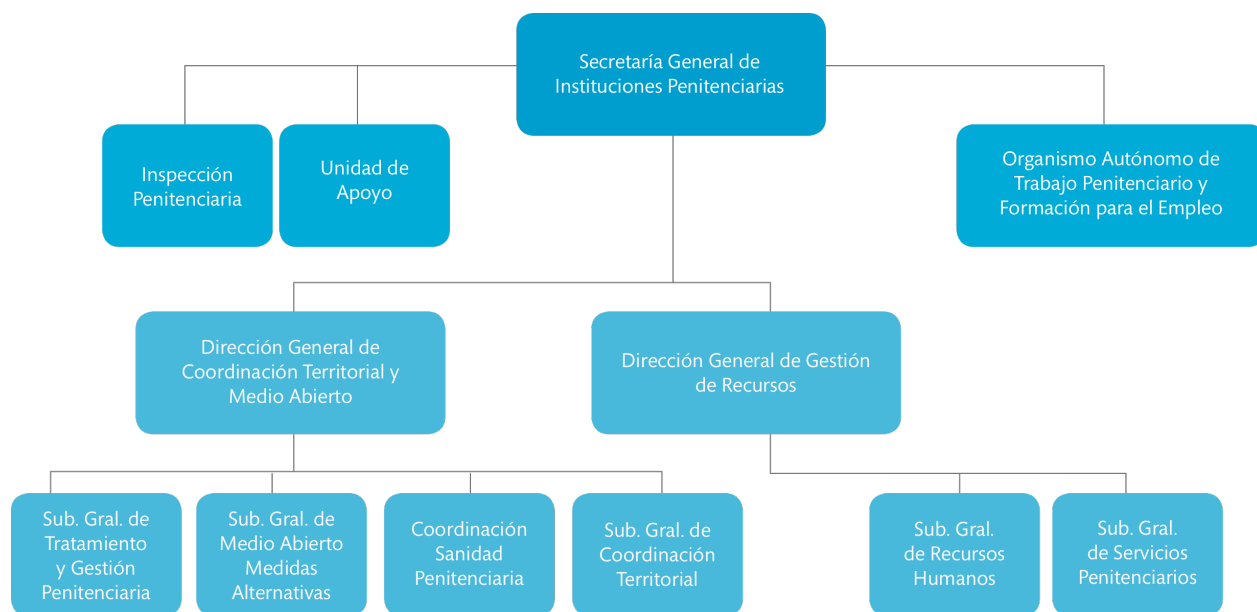 Secretaría General de
Instituciones Penitenciarias
Inspección
Penitenciaria
Unidad de
Apoyo
Organismo Autónomo de
Trabajo Penitenciario y
Formación para el Empleo
Dirección General de
Coordinación Territorial y
Medio Abierto
Dirección General de Gestión
de Recursos
Sub. Gral. de
Tratamiento
y Gestión
Penitenciaria
Sub. Gral. de
Medio Abierto
Medidas
Alternativas
Coordinación
Sanidad
Penitenciaria
Sub. Gral. de
Coordinación
Territorial
Sub. Gral.
de Recursos
Humanos
Sub. Gral.
de Servicios
Penitenciarios